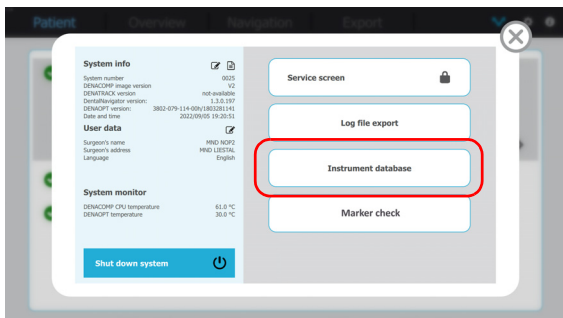 Patient
Overview
Navigation
Export
System info
System number 0025
DENACOMP image version V2
DENATRACK version not-available
DentalNavigator version: 1.3.0.197
DENAOPT version: 3802-079-114-00h/1803281141
Date and time 2022/09/05 19:20:51
User data
Surgeon's name MND NOP2
Surgeon's address MND LIESTAL
Language English
System monitor
DENACOMP CPU temperature 61.0 °C
DENAOPT temperature 30.0 °C
Shut down system
Service screen
Log file export
Instrument database
Marker check